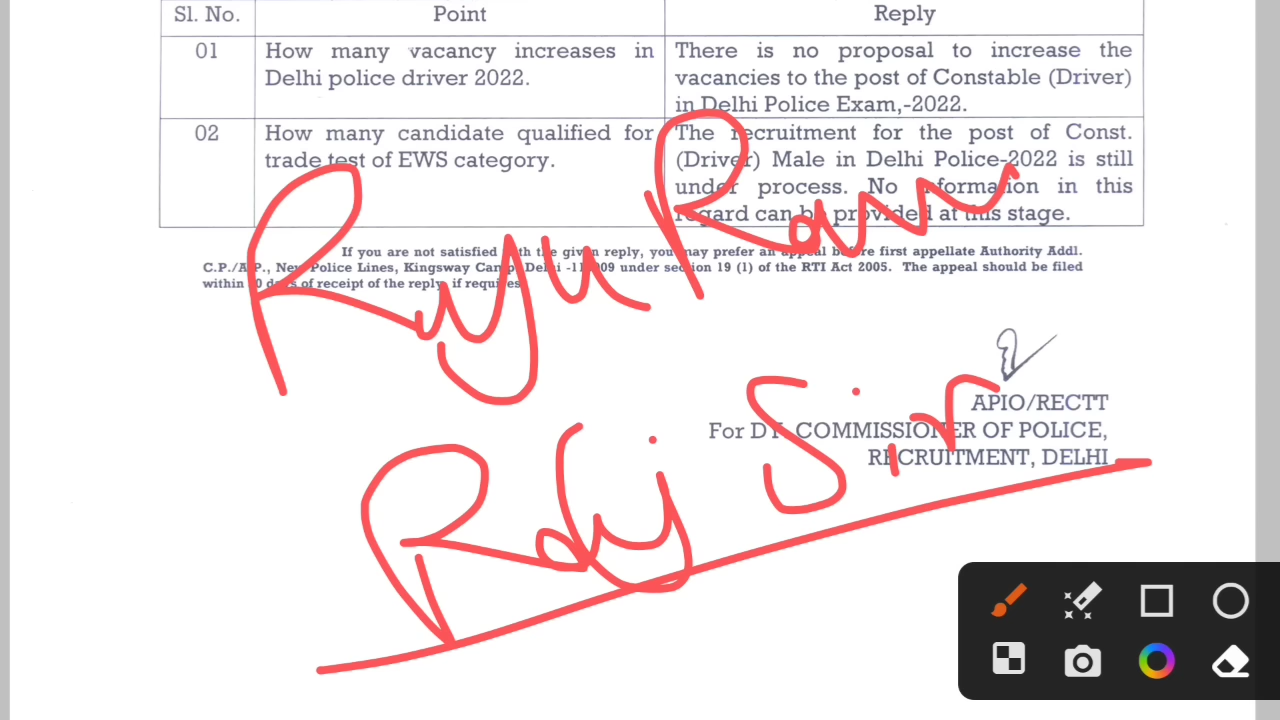 Sl. No. Point Reply
01 How many vacancy increases in Delhi police driver 2022. There is no proposal to increase the vacancies to the post of Constable (Driver) in Delhi Police Exam,-2022.
02 How many candidate qualified for trade test of EWS category. The recruitment for the post of Const. (Driver) Male in Delhi Police-2022 is still under process. No information in this regard can be provided at this stage.
If you are not satisfied with the given reply, you may prefer an appeal before first appellate Authority Addl.
C.P./A.P., New Police Lines, Kingsway Camp, Delhi -110009 under section 19 (1) of the RTI Act 2005. The appeal should be filed
within 30 days of receipt of the reply, if requires.
Raju Ram
APIO/RECTT
For DY. COMMISSIONER OF POLICE,
RECRUITMENT, DELHI
Sir